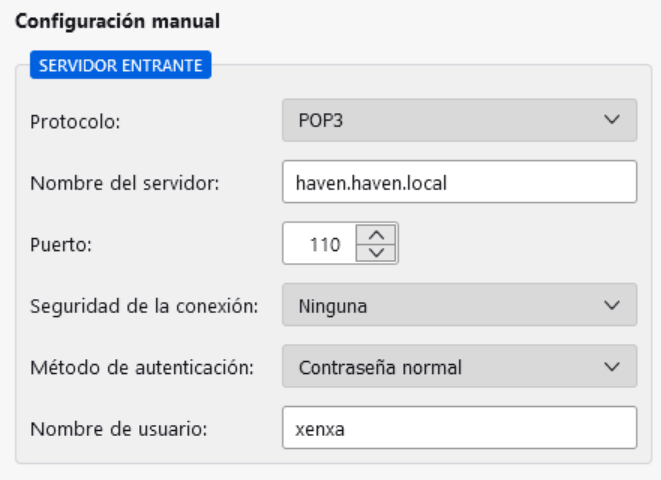 Configuración manual
SERVIDOR ENTRANTE
Protocolo: POP3
Nombre del servidor: haven.haven.local
Puerto: 110
Seguridad de la conexión: Ninguna
Método de autenticación: Contraseña normal
Nombre de usuario: xenxa